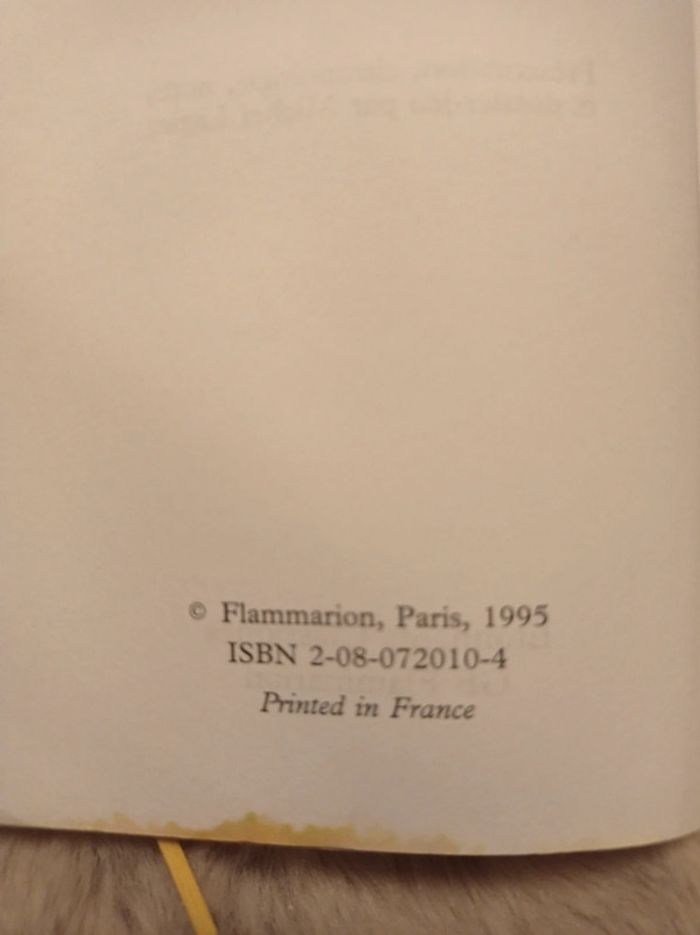 © Flammarion, Paris, 1995
ISBN 2-08-072010-4
Printed in France